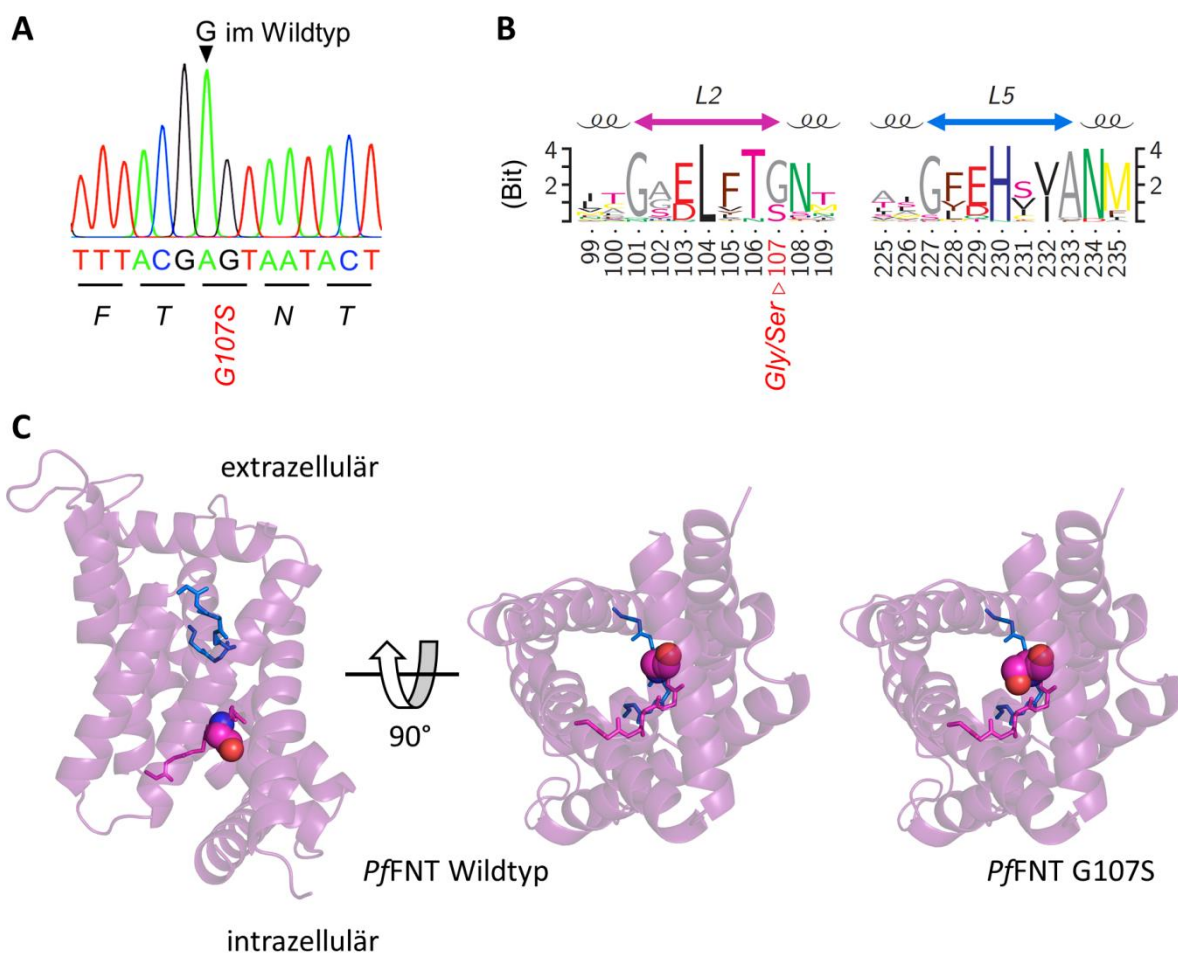 A
G im Wildtyp
TTTACGAGTAATACT
F T G107S N T
B
L2 L5
(Bit)
4
2
4
2
99 100 101 102 103 104 105 106 107 108 109
225 226 227 228 229 230 231 232 233 234 235
Gly/Ser
C
extrazellulär
90°
PfFNT Wildtyp
PfFNT G107S
intrazellulär